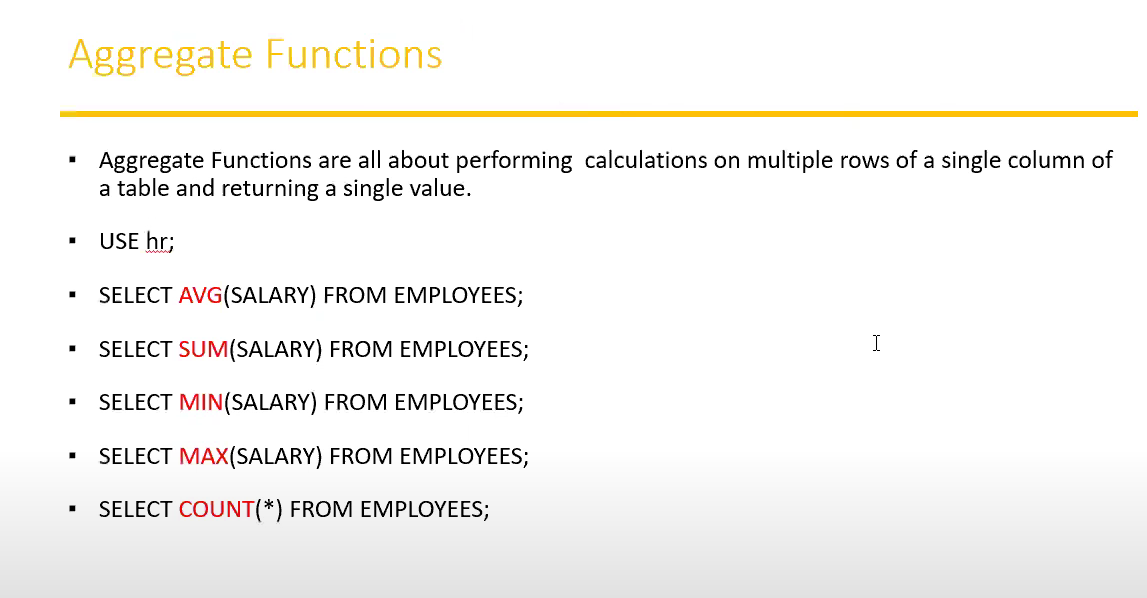 Aggregate Functions
▪ Aggregate Functions are all about performing  calculations on multiple rows of a single column of
a table and returning a single value.
▪ USE hr;
▪ SELECT AVG(SALARY) FROM EMPLOYEES;
▪ SELECT SUM(SALARY) FROM EMPLOYEES;
▪ SELECT MIN(SALARY) FROM EMPLOYEES;
▪ SELECT MAX(SALARY) FROM EMPLOYEES;
▪ SELECT COUNT(*) FROM EMPLOYEES;